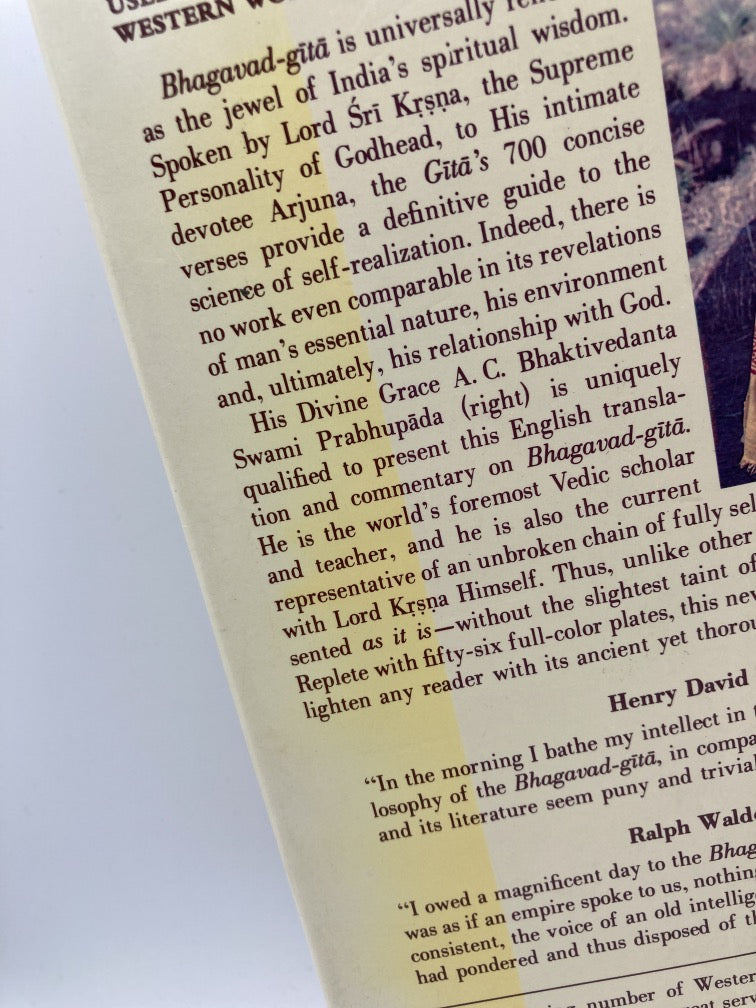 WESTERN
Bhagavad-gītā is universally
as the jewel of India's spiritual wisdom.
Spoken by Lord Śrī Kṛṣṇa, the Supreme
Personality of Godhead, to His intimate
devotee Arjuna, the Gītā's 700 concise
verses provide a definitive guide to the
science of self-realization. Indeed, there is
no work even comparable in its revelations
of man's essential nature, his environment
and, ultimately, his relationship with God.
His Divine Grace A. C. Bhaktivedanta
Swami Prabhupāda (right) is uniquely
qualified to present this English transla-
tion and commentary on Bhagavad-gītā.
He is the world's foremost Vedic scholar
and teacher, and he is also the current
representative of an unbroken chain of fully sel
with Lord Kṛṣṇa Himself. Thus, unlike other
sented as it is—without the slightest taint of
Replete with fifty-six full-color plates, this
lighten any reader with its ancient yet thorou
Henry David
“In the morning I bathe my intellect in
losophy of the Bhagavad-gītā, in compa
and its literature seem puny and trivial
Ralph Wald
“I owed a magnificent day to the Bhag
was as if an empire spoke to us, nothin
consistent, the voice of an old intellig
had pondered and thus disposed of
number of Wester